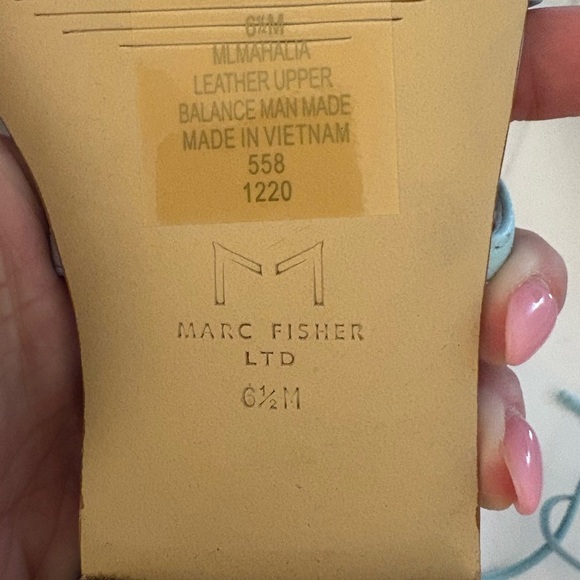 6½M
MLMAHALIA
LEATHER UPPER
BALANCE MAN MADE
MADE IN VIETNAM
558
1220
MARC FISHER
LTD
6½M